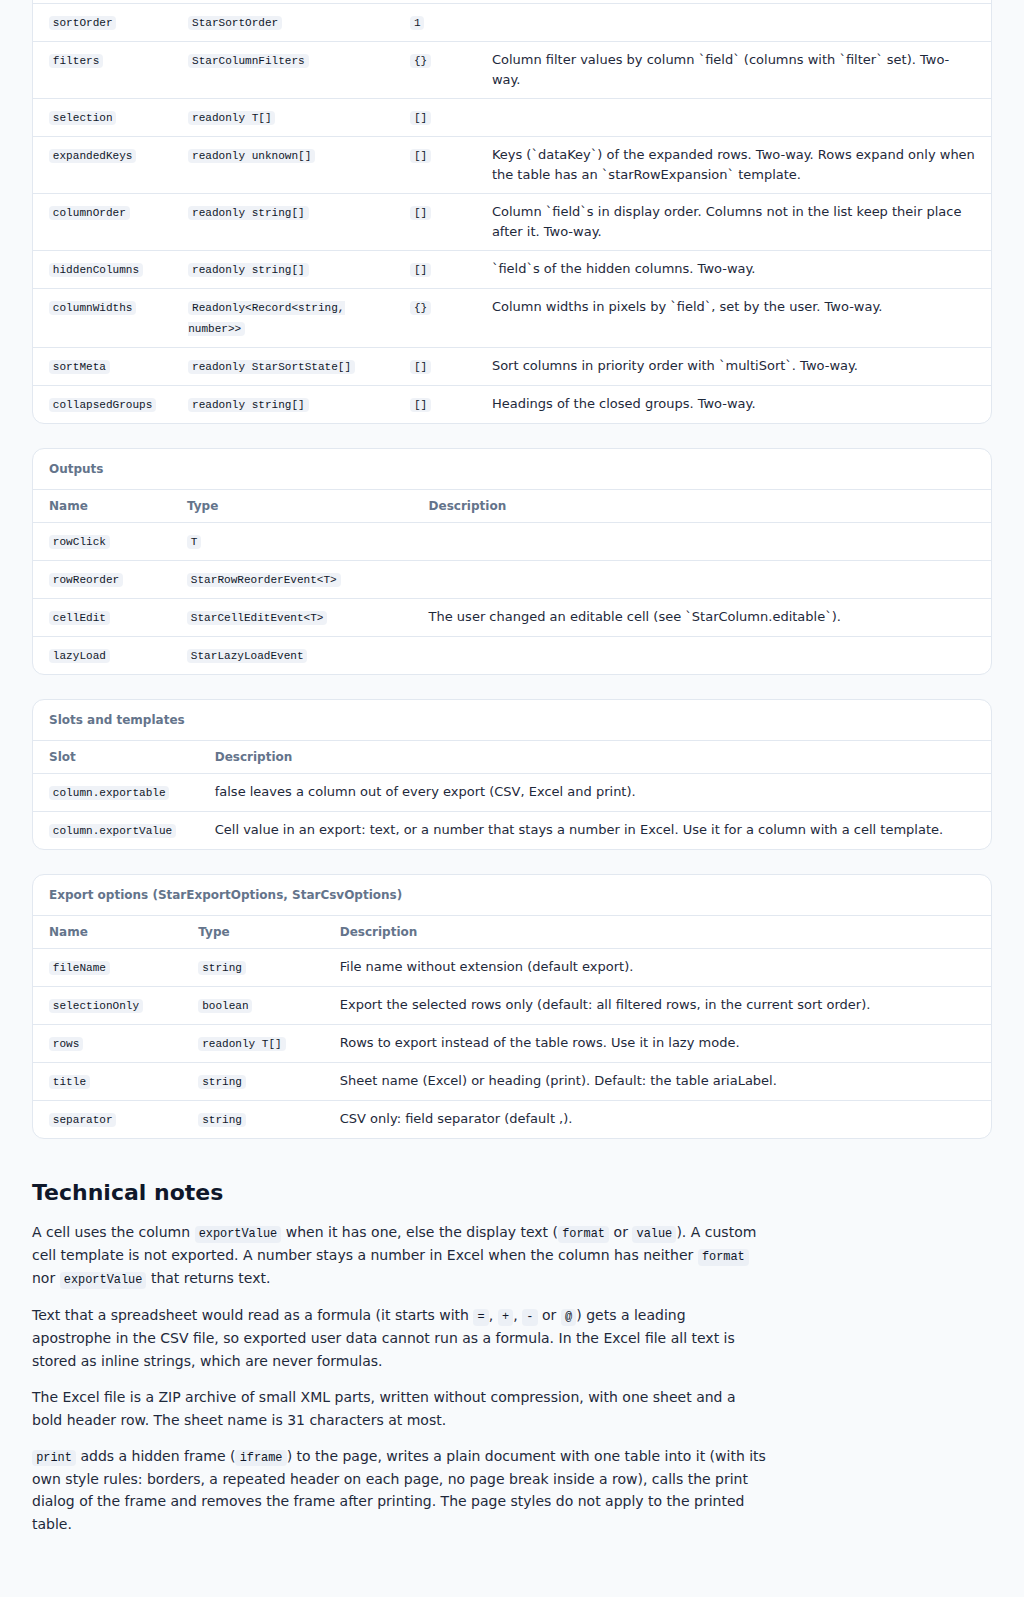 sortOrder StarSortOrder 1
filters StarColumnFilters {} Column filter values by column `field` (columns with `filter` set). Two-
way.
selection readonly T[] []
expandedKeys readonly unknown[] [] Keys (`dataKey`) of the expanded rows. Two-way. Rows expand only when
the table has an `starRowExpansion` template.
columnOrder readonly string[] [] Column `field`s in display order. Columns not in the list keep their place
after it. Two-way.
hiddenColumns readonly string[] [] `field`s of the hidden columns. Two-way.
columnWidths Readonly<Record<string, {} Column widths in pixels by `field`, set by the user. Two-way.
number>>
sortMeta readonly StarSortState[] [] Sort columns in priority order with `multiSort`. Two-way.
collapsedGroups readonly string[] [] Headings of the closed groups. Two-way.
Outputs
Name Type Description
rowClick T
rowReorder StarRowReorderEvent<T>
cellEdit StarCellEditEvent<T> The user changed an editable cell (see `StarColumn.editable`).
lazyLoad StarLazyLoadEvent
Slots and templates
Slot Description
column.exportable false leaves a column out of every export (CSV, Excel and print).
column.exportValue Cell value in an export: text, or a number that stays a number in Excel. Use it for a column with a cell template.
Export options (StarExportOptions, StarCsvOptions)
Name Type Description
fileName string File name without extension (default export).
selectionOnly boolean Export the selected rows only (default: all filtered rows, in the current sort order).
rows readonly T[] Rows to export instead of the table rows. Use it in lazy mode.
title string Sheet name (Excel) or heading (print). Default: the table ariaLabel.
separator string CSV only: field separator (default ,).
Technical notes
A cell uses the column exportValue when it has one, else the display text (format or value). A custom
cell template is not exported. A number stays a number in Excel when the column has neither format
nor exportValue that returns text.
Text that a spreadsheet would read as a formula (it starts with =, +, - or @) gets a leading
apostrophe in the CSV file, so exported user data cannot run as a formula. In the Excel file all text is
stored as inline strings, which are never formulas.
The Excel file is a ZIP archive of small XML parts, written without compression, with one sheet and a
bold header row. The sheet name is 31 characters at most.
print adds a hidden frame (iframe) to the page, writes a plain document with one table into it (with its
own style rules: borders, a repeated header on each page, no page break inside a row), calls the print
dialog of the frame and removes the frame after printing. The page styles do not apply to the printed
table.